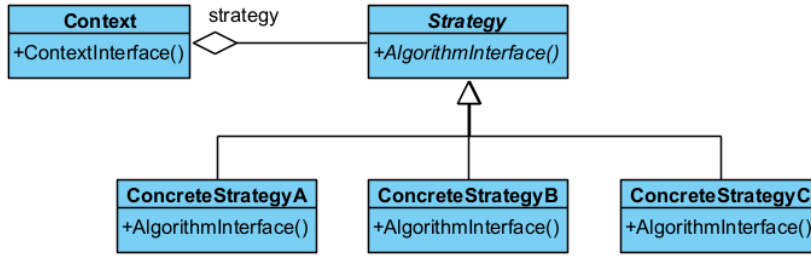 Context
+ContextInterface()
strategy
Strategy
+AlgorithmInterface()
ConcreteStrategyA
+AlgorithmInterface()
ConcreteStrategyB
+AlgorithmInterface()
ConcreteStrategyC
+AlgorithmInterface()